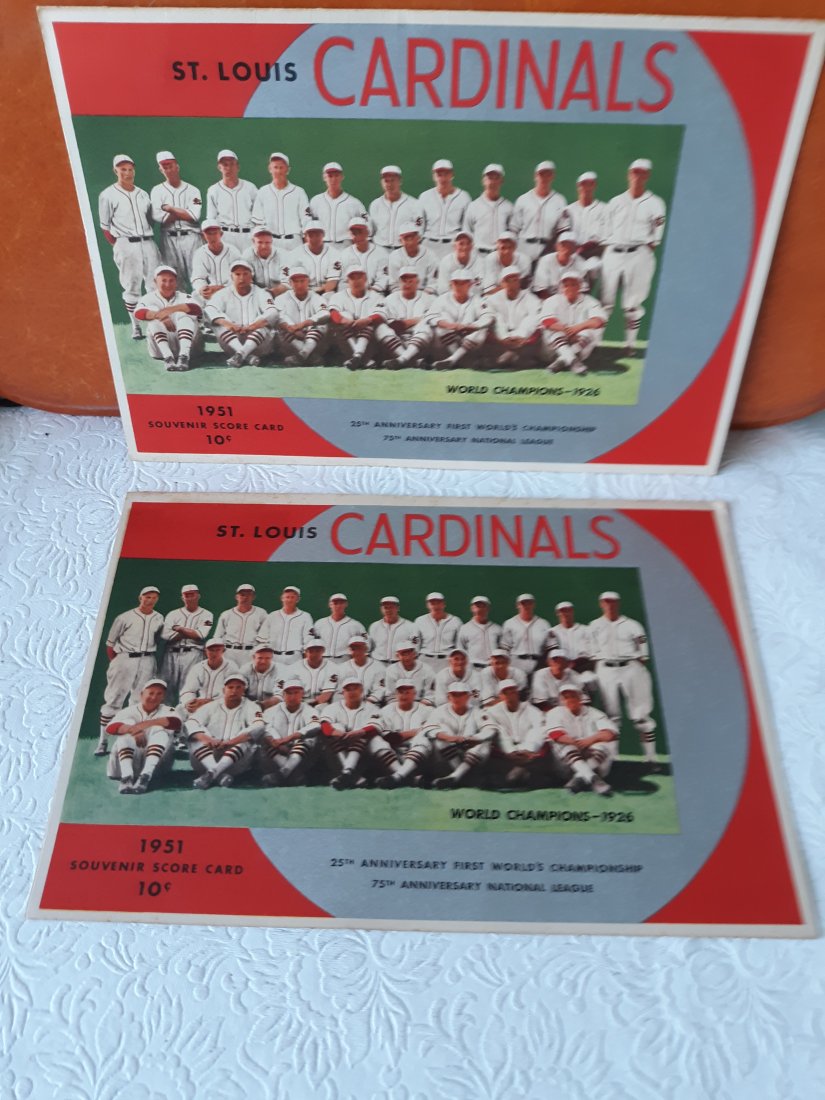 ST. LOUIS CARDINALS
WORLD CHAMPIONS—1926
1951
SOUVENIR SCORE CARD
10¢
25TH ANNIVERSARY FIRST WORLD'S CHAMPIONSHIP
75TH ANNIVERSARY NATIONAL LEAGUE
ST. LOUIS CARDINALS
WORLD CHAMPIONS—1926
1951
SOUVENIR SCORE CARD
10¢
25TH ANNIVERSARY FIRST WORLD'S CHAMPIONSHIP
75TH ANNIVERSARY NATIONAL LEAGUE